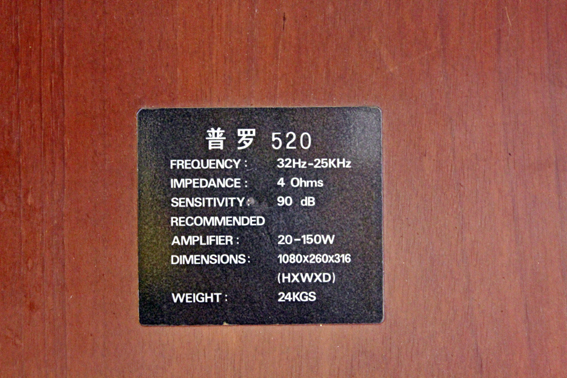 普罗 520
FREQUENCY: 32Hz-25KHz
IMPEDANCE: 4 Ohms
SENSITIVITY: 90 dB
RECOMMENDED
AMPLIFIER: 20-150W
DIMENSIONS: 1080x260x316
(HXWXD)
WEIGHT: 24KGS